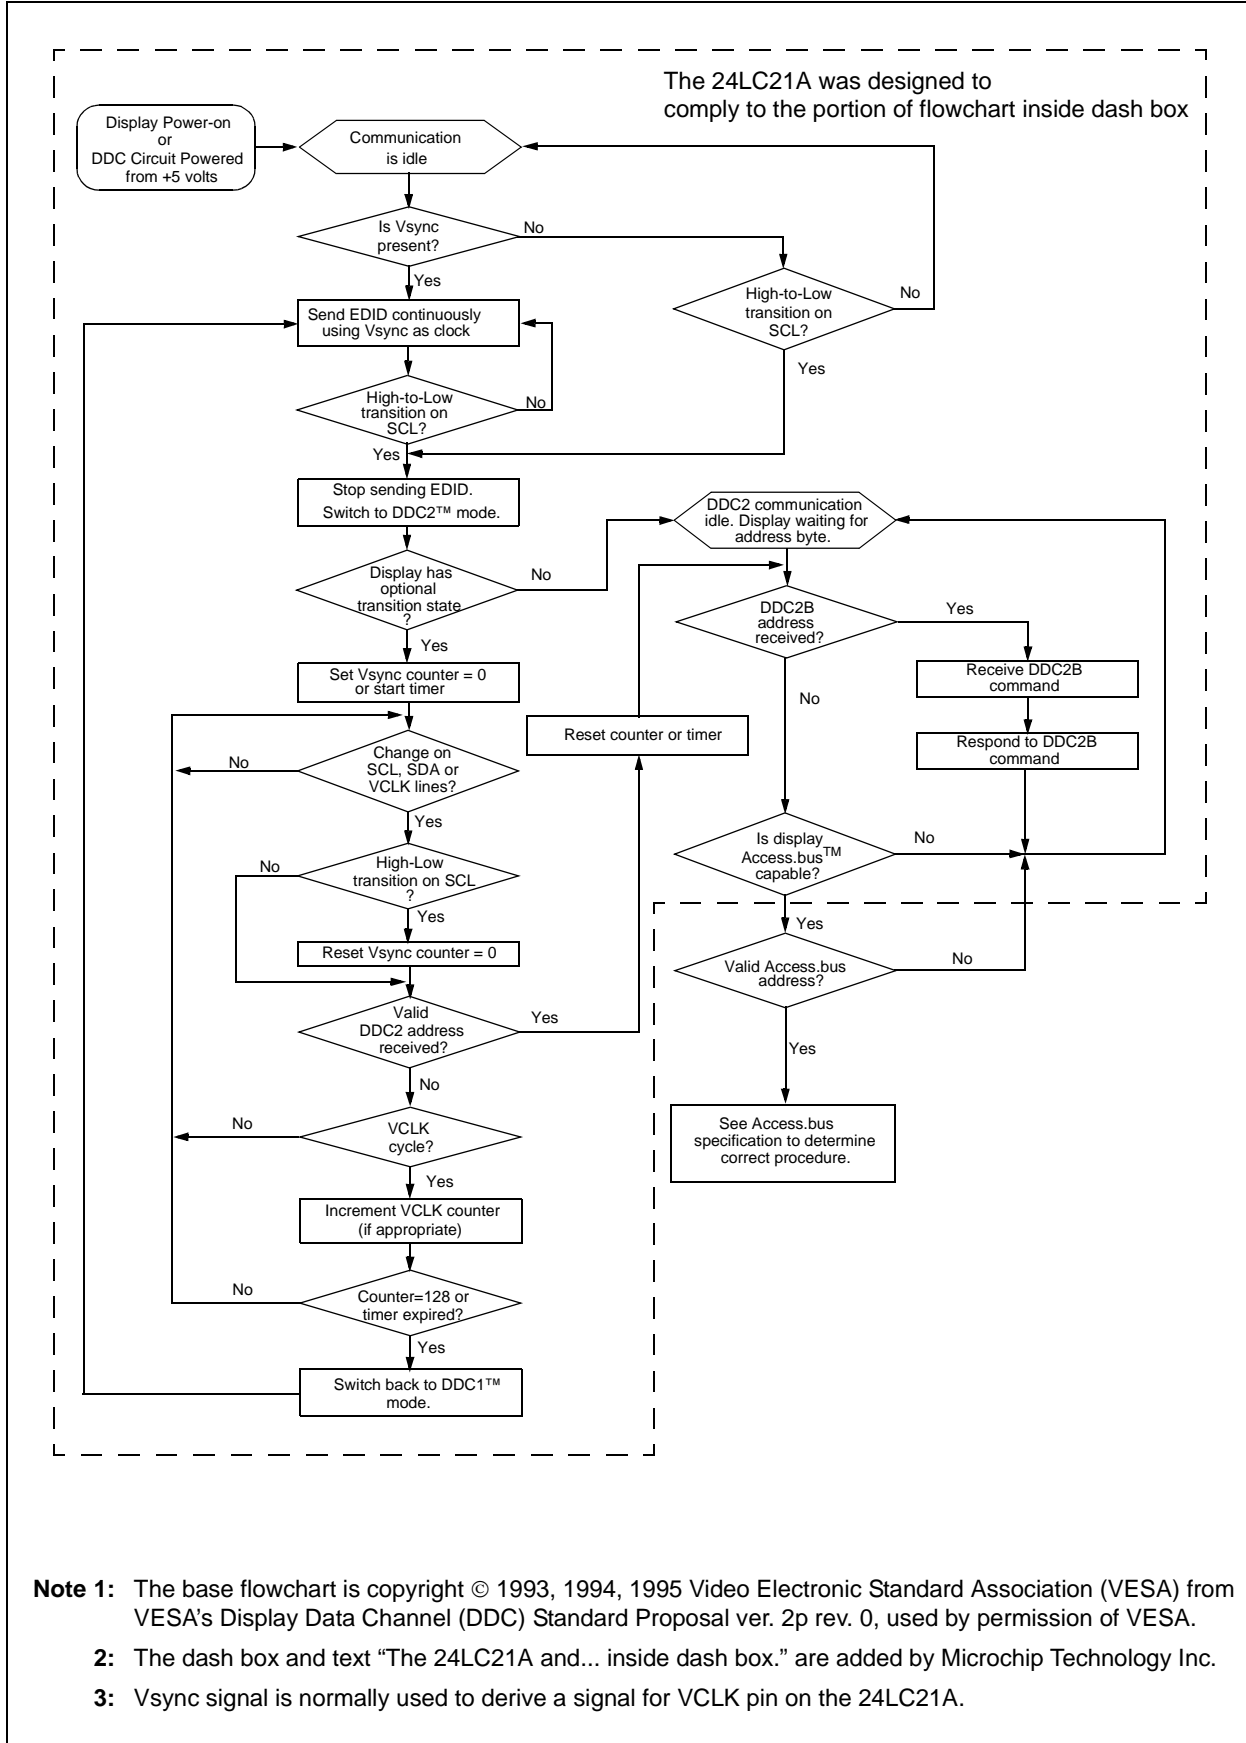 The 24LC21A was designed to
comply to the portion of flowchart inside dash box
Display Power-on
or
DDC Circuit Powered
from +5 volts
Communication
is idle
Is Vsync
present?
No
Yes
High-to-Low
transition on
SCL?
No
Yes
Send EDID continuously
using Vsync as clock
High-to-Low
transition on
SCL?
No
Yes
Stop sending EDID.
Switch to DDC2™ mode.
Display has
optional
transition state
?
No
Yes
Set Vsync counter = 0
or start timer
Change on
SCL, SDA or
VCLK lines?
No
Yes
High-Low
transition on SCL
?
No
Yes
Reset Vsync counter = 0
Valid
DDC2 address
received?
Yes
No
VCLK
cycle?
No
Yes
Increment VCLK counter
(if appropriate)
Counter=128 or
timer expired?
No
Yes
Switch back to DDC1™
mode.
Reset counter or timer
DDC2 communication
idle. Display waiting for
address byte.
DDC2B
address
received?
Yes
No
Receive DDC2B
command
Respond to DDC2B
command
Is display
Access.bus™
capable?
No
Yes
Valid Access.bus
address?
No
Yes
See Access.bus
specification to determine
correct procedure.
Note 1: The base flowchart is copyright © 1993, 1994, 1995 Video Electronic Standard Association (VESA) from
VESA's Display Data Channel (DDC) Standard Proposal ver. 2p rev. 0, used by permission of VESA.
2: The dash box and text “The 24LC21A and... inside dash box.” are added by Microchip Technology Inc.
3: Vsync signal is normally used to derive a signal for VCLK pin on the 24LC21A.